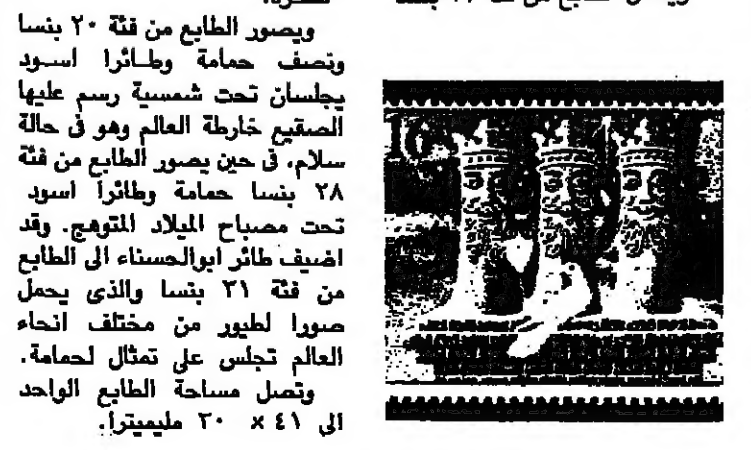 ويصور الطابع من فئة ٢٠ بنسا
ونصف حمامة وطائرا اسود
يجلسان تحت شمسية رسم عليها
الصقيع خارطة العالم وهو في حالة
سلام، في حين يصور الطابع من فئة
٢٨ بنسا حمامة وطائراً اسود
تحت مصباح الميلاد المتوهج. وقد
اضيف طائر ابوالحسناء الى الطابع
من فئة ٣١ بنسا والذى يحمل
صورا لطيور من مختلف انحاء
العالم تجلس على تمثال لحمامة.
وتصل مساحة الطابع الواحد
الى ٤١ × ٣٠ مليميتراً.
16